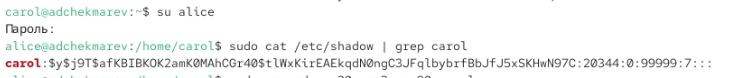 carol@adchekmarev:~$ su alice
Пароль:
alice@adchekmarev:/home/carol$ sudo cat /etc/shadow | grep carol
carol:$y$j9T$afKBIBKOK2amK0MAhCGr40$tlWxKirEAEkqdN0ngC3JFqlbybrfBbJfJ5xSKHwN97C:20344:0:99999:7:::